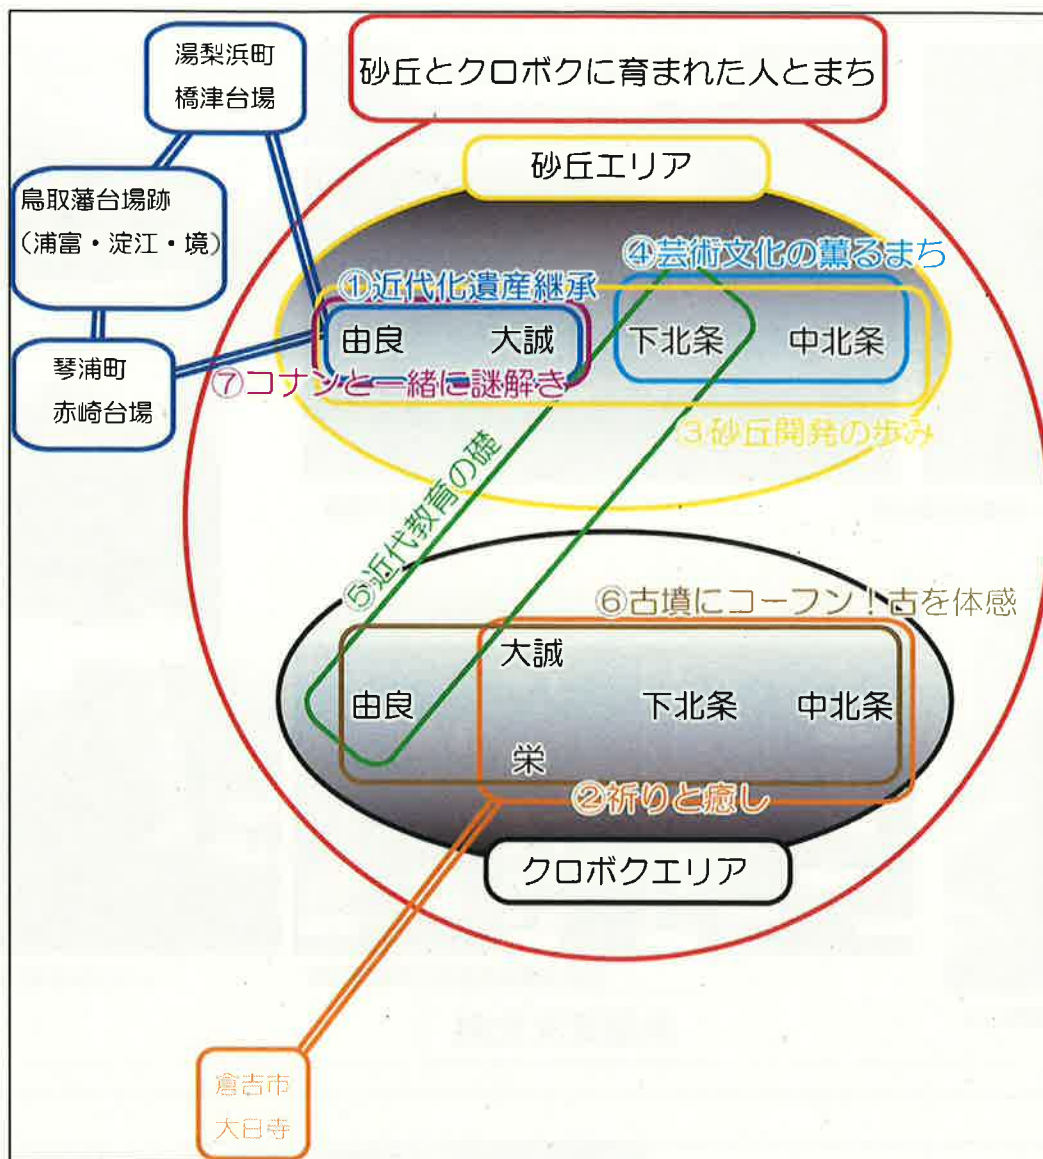 湯梨浜町
橋津台場
砂丘とクロボクに育まれた人とまち
砂丘エリア
鳥取藩台場跡
（浦富・淀江・境）
④芸術文化の薫るまち
①近代化遺産継承
由良
大誠
下北条
中北条
琴浦町
赤崎台場
⑦コナンと一緒に謎解き
③砂丘開発の歩み
⑤近代教育の礎
⑥古墳にコーフン！古を体感
大誠
由良
下北条
中北条
栄
②祈りと癒し
クロボクエリア
倉吉市
大日寺